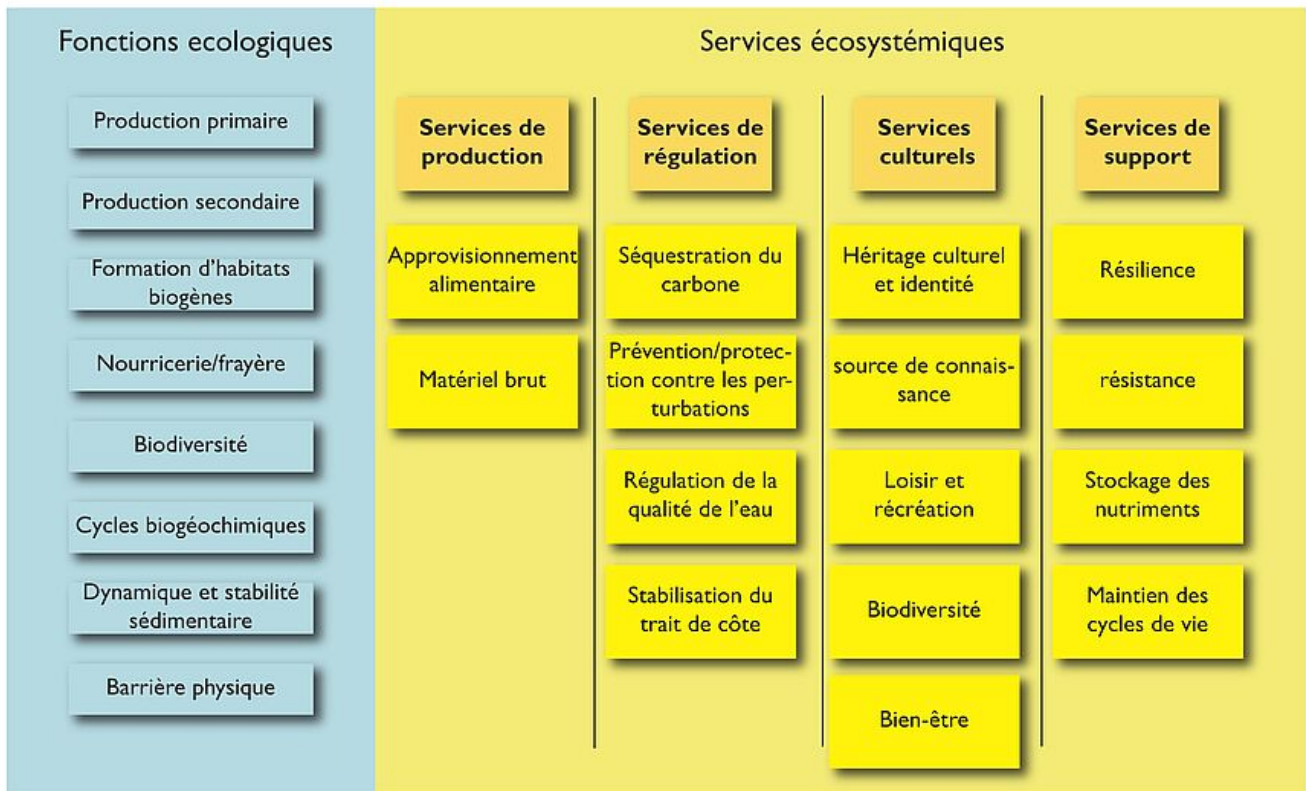 Fonctions ecologiques
Production primaire
Production secondaire
Formation d'habitats
biogènes
Nourricerie/frayère
Biodiversité
Cycles biogéochimiques
Dynamique et stabilité
sédimentaire
Barrière physique
Services écosystémiques
Services de
production
Approvisionnement
alimentaire
Matériel brut
Services de
régulation
Séquestration du
carbone
Prévention/protec-
tion contre les per-
turbations
Régulation de la
qualité de l'eau
Stabilisation du
trait de côte
Services
culturels
Héritage culturel
et identité
source de connais-
sance
Loisir et
récréation
Biodiversité
Bien-être
Services de
support
Résilience
résistance
Stockage des
nutriments
Maintien des
cycles de vie